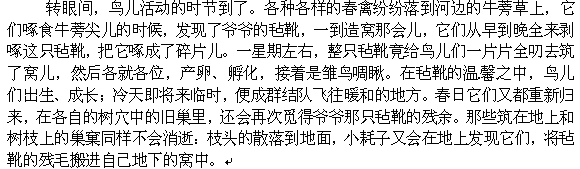 转眼间，鸟儿活动的时节到了。各种各样的春禽纷纷落到河边的牛蒡草上，它
们啄食牛蒡尖儿的时候，发现了爷爷的毡靴，一到造窝那会儿，它们从早到晚全来剥
啄这只毡靴，把它啄成了碎片儿。一星期左右，整只靴竟给鸟儿们一片片全叨去筑
了窝儿，然后各就各位，产卵、孵化，接着是雏鸟啁啾。在毡靴的温馨之中，鸟儿
们出生、成长；冷天即将来临时，便成群结队飞往暖和的地方。春日它们又都重新归
来，在各自的树穴中的旧巢里，还会再次觅得爷爷那只毡靴的残余。那些筑在地上和
树枝上的巢窠同样不会消逝：枝头的散落到地面，小耗子又会在地上发现它们，将毡
靴的残毛搬进自己地下的窝中。